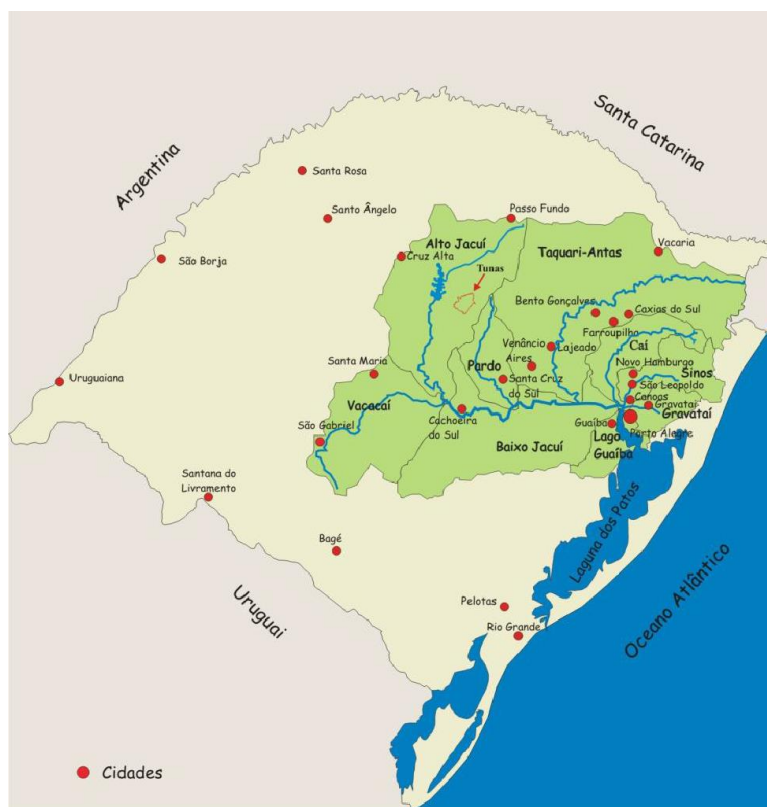 Santa Catarina
Argentina
Santa Rosa
Santo Ângelo
Passo Fundo
Alto Jacuí
Cruz Alta
Taquari-Antas
Vacaria
São Borja
Tunas
Bento Gonçalves
Caxias do Sul
Farroupilha
Caí
Venâncio
Aires
Lajeado
Santa Maria
Pardo
Novo Hamburgo
Sinos
Uruguaiana
Santa Cruz
do Sul
São Leopoldo
Canoas
Vacacaí
Gravataí
Gravataí
Cachoeira
do Sul
Guaíba
São Gabriel
Porto Alegre
Lago
Guaíba
Baixo Jacuí
Santana do
Livramento
Laguna dos Patos
Bagé
Oceano Atlântico
Uruguai
Pelotas
Rio Grande
Cidades